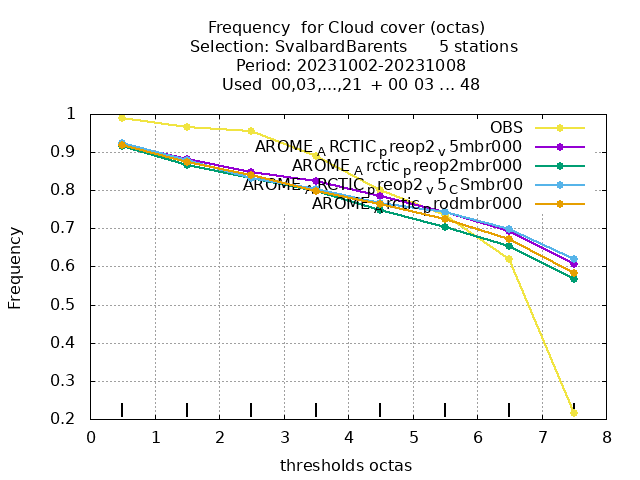 Frequency for Cloud cover (octas)
Selection: SvalbardBarents 5 stations
Period: 20231002-20231008
Used 00,03,...,21 + 00 03 ... 48
1
0.9
0.8
0.7
0.6
0.5
0.4
0.3
0.2
Frequency
OBS
AROME_ARCTIC_preop2_v5mbr000
AROME_Arctic_preop2mbr000
AROME_ARCTIC_preop2_v5_CSmbr00
AROME_Arctic_prodmbr000
0 1 2 3 4 5 6 7 8
thresholds octas